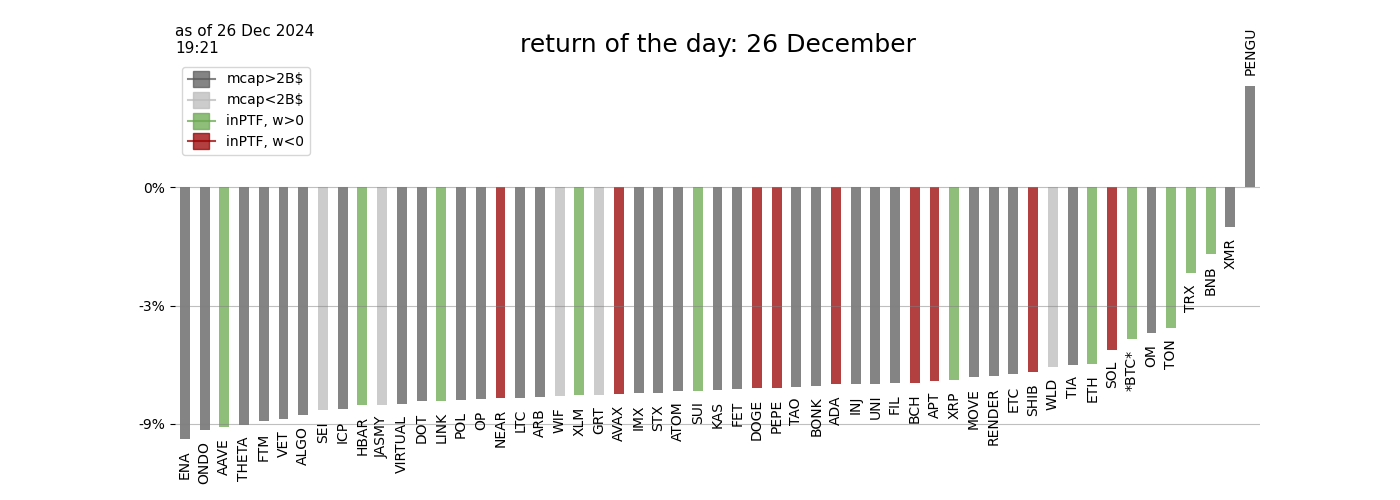 as of 26 Dec 2024
19:21
return of the day: 26 December
mcap>2B$
mcap<2B$
inPTF, w>0
inPTF, w<0
0%
-3%
-9%
ENA
ONDO
AAVE
THETA
FTM
VET
ALGO
SEI
ICP
HBAR
JASMY
VIRTUAL
DOT
LINK
POL
OP
NEAR
LTC
ARB
WIF
XLM
GRT
AVAX
IMX
STX
ATOM
SUI
KAS
FET
DOGE
PEPE
TAO
BONK
ADA
INJ
UNI
FIL
BCH
APT
XRP
MOVE
RENDER
ETC
SHIB
WLD
TIA
ETH
SOL
*BTC*
OM
TON
TRX
BNB
XMR
PENGU